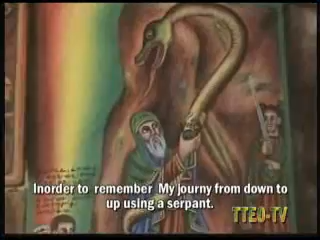 Inorder to remember My journy from down to
up using a serpant.
TTEO-TV